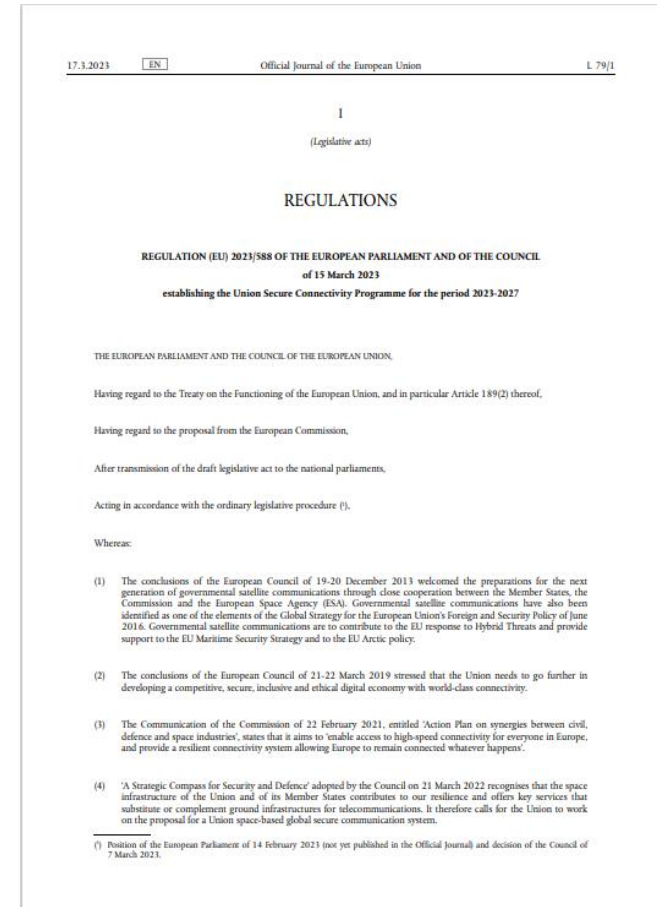 17.3.2023 EN Official Journal of the European Union L 79/1
I
(Legislative acts)
REGULATIONS
REGULATION (EU) 2023/588 OF THE EUROPEAN PARLIAMENT AND OF THE COUNCIL
of 15 March 2023
establishing the Union Secure Connectivity Programme for the period 2023-2027
THE EUROPEAN PARLIAMENT AND THE COUNCIL OF THE EUROPEAN UNION,
Having regard to the Treaty on the Functioning of the European Union, and in particular Article 189(2) thereof,
Having regard to the proposal from the European Commission,
After transmission of the draft legislative act to the national parliaments,
Acting in accordance with the ordinary legislative procedure (¹),
Whereas:
(1) The conclusions of the European Council of 19-20 December 2013 welcomed the preparations for the next
generation of governmental satellite communications through close cooperation between the Member States, the
Commission and the European Space Agency (ESA). Governmental satellite communications have also been
identified as one of the elements of the Global Strategy for the European Union's Foreign and Security Policy of June
2016. Governmental satellite communications are to contribute to the EU response to Hybrid Threats and provide
support to the EU Maritime Security Strategy and to the EU Arctic policy.
(2) The conclusions of the European Council of 21-22 March 2019 stressed that the Union needs to go further in
developing a competitive, secure, inclusive and ethical digital economy with world-class connectivity.
(3) The Communication of the Commission of 22 February 2021, entitled 'Action Plan on synergies between civil,
defence and space industries', states that it aims to 'enable access to high-speed connectivity for everyone in Europe,
and provide a resilient connectivity system allowing Europe to remain connected whatever happens'.
(4) 'A Strategic Compass for Security and Defence' adopted by the Council on 21 March 2022 recognises that the space
infrastructure of the Union and of its Member States contributes to our resilience and offers key services that
substitute or complement ground infrastructures for telecommunications. It therefore calls for the Union to work
on the proposal for a Union space-based global secure communication system.
(¹) Position of the European Parliament of 14 February 2023 (not yet published in the Official Journal) and decision of the Council of
7 March 2023.